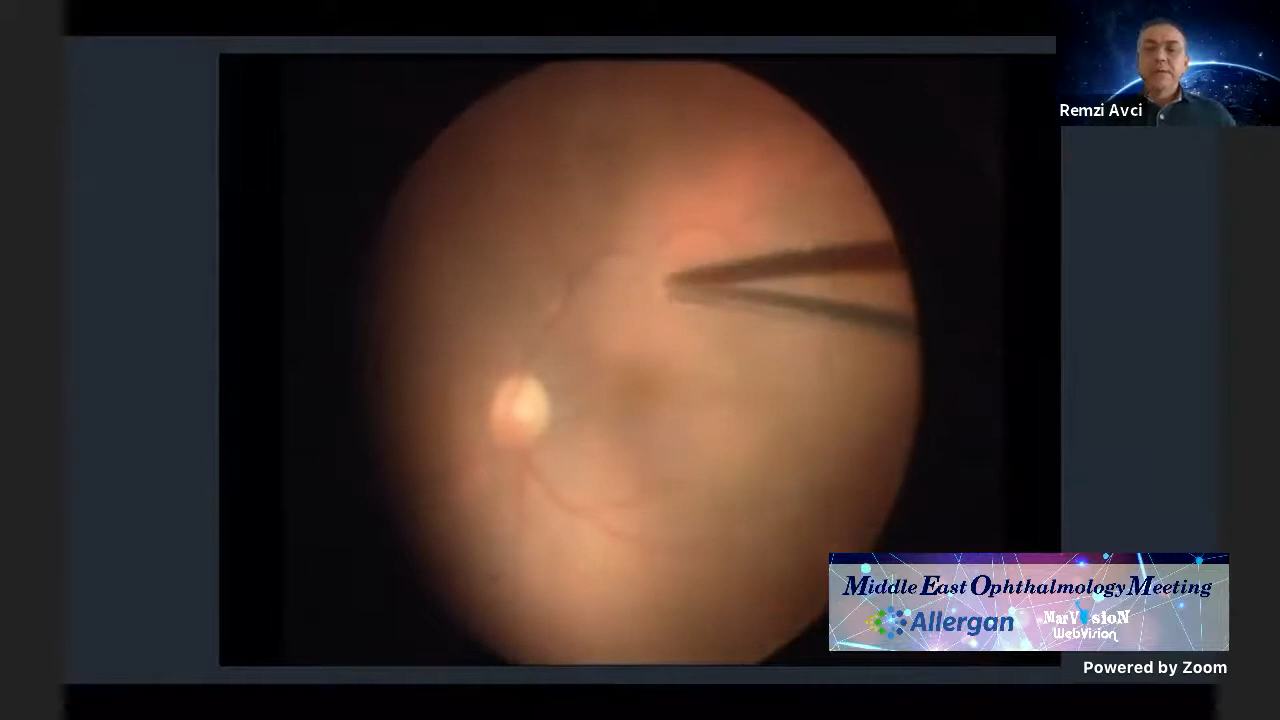 Remzi Avci
Middle East Ophthalmology Meeting
Allergan
MarVisioN
WebVision
Powered by Zoom